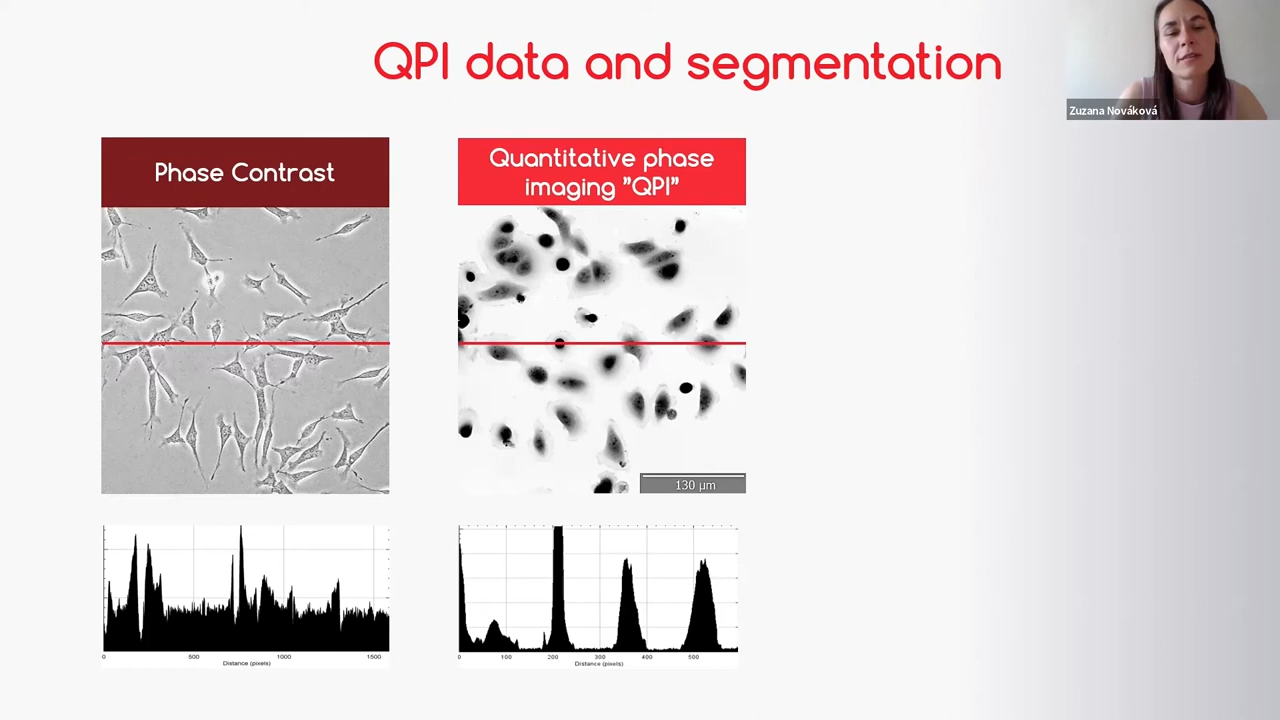 QPI data and segmentation
Zuzana Nováková
Phase Contrast
Quantitative phase
imaging ”QPI”
130 µm
0 500 1000 1500
Distance (pixels)
0 100 200 300 400 500
Distance (pixels)